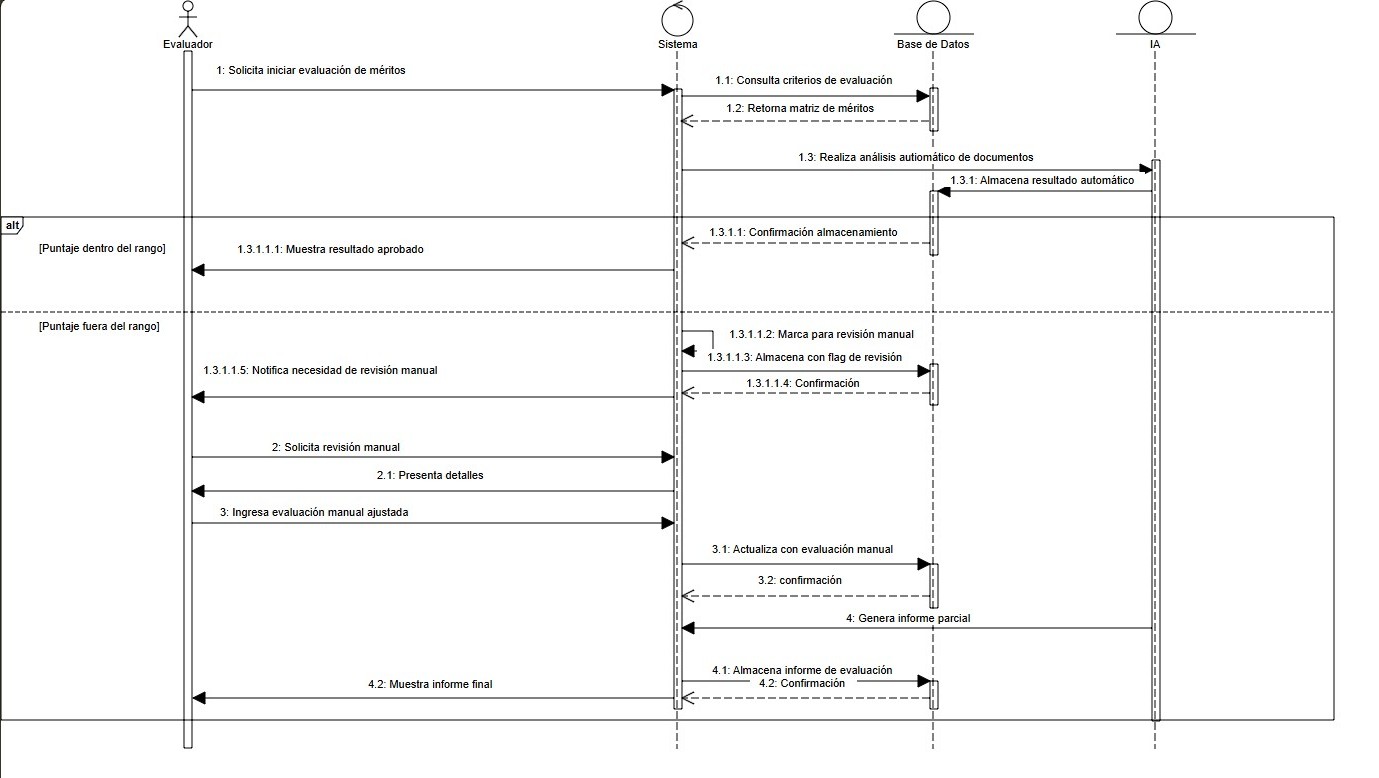 Evaluador
Sistema
Base de Datos
IA
1: Solicita iniciar evaluación de méritos
1.1: Consulta criterios de evaluación
1.2: Retorna matriz de méritos
1.3: Realiza análisis autiomático de documentos
1.3.1: Almacena resultado automático
alt
[Puntaje dentro del rango]
1.3.1.1: Confirmación almacenamiento
1.3.1.1.1: Muestra resultado aprobado
[Puntaje fuera del rango]
1.3.1.1.2: Marca para revisión manual
1.3.1.1.3: Almacena con flag de revisión
1.3.1.1.5: Notifica necesidad de revisión manual
1.3.1.1.4: Confirmación
2: Solicita revisión manual
2.1: Presenta detalles
3: Ingresa evaluación manual ajustada
3.1: Actualiza con evaluación manual
3.2: confirmación
4: Genera informe parcial
4.1: Almacena informe de evaluación
4.2: Confirmación
4.2: Muestra informe final